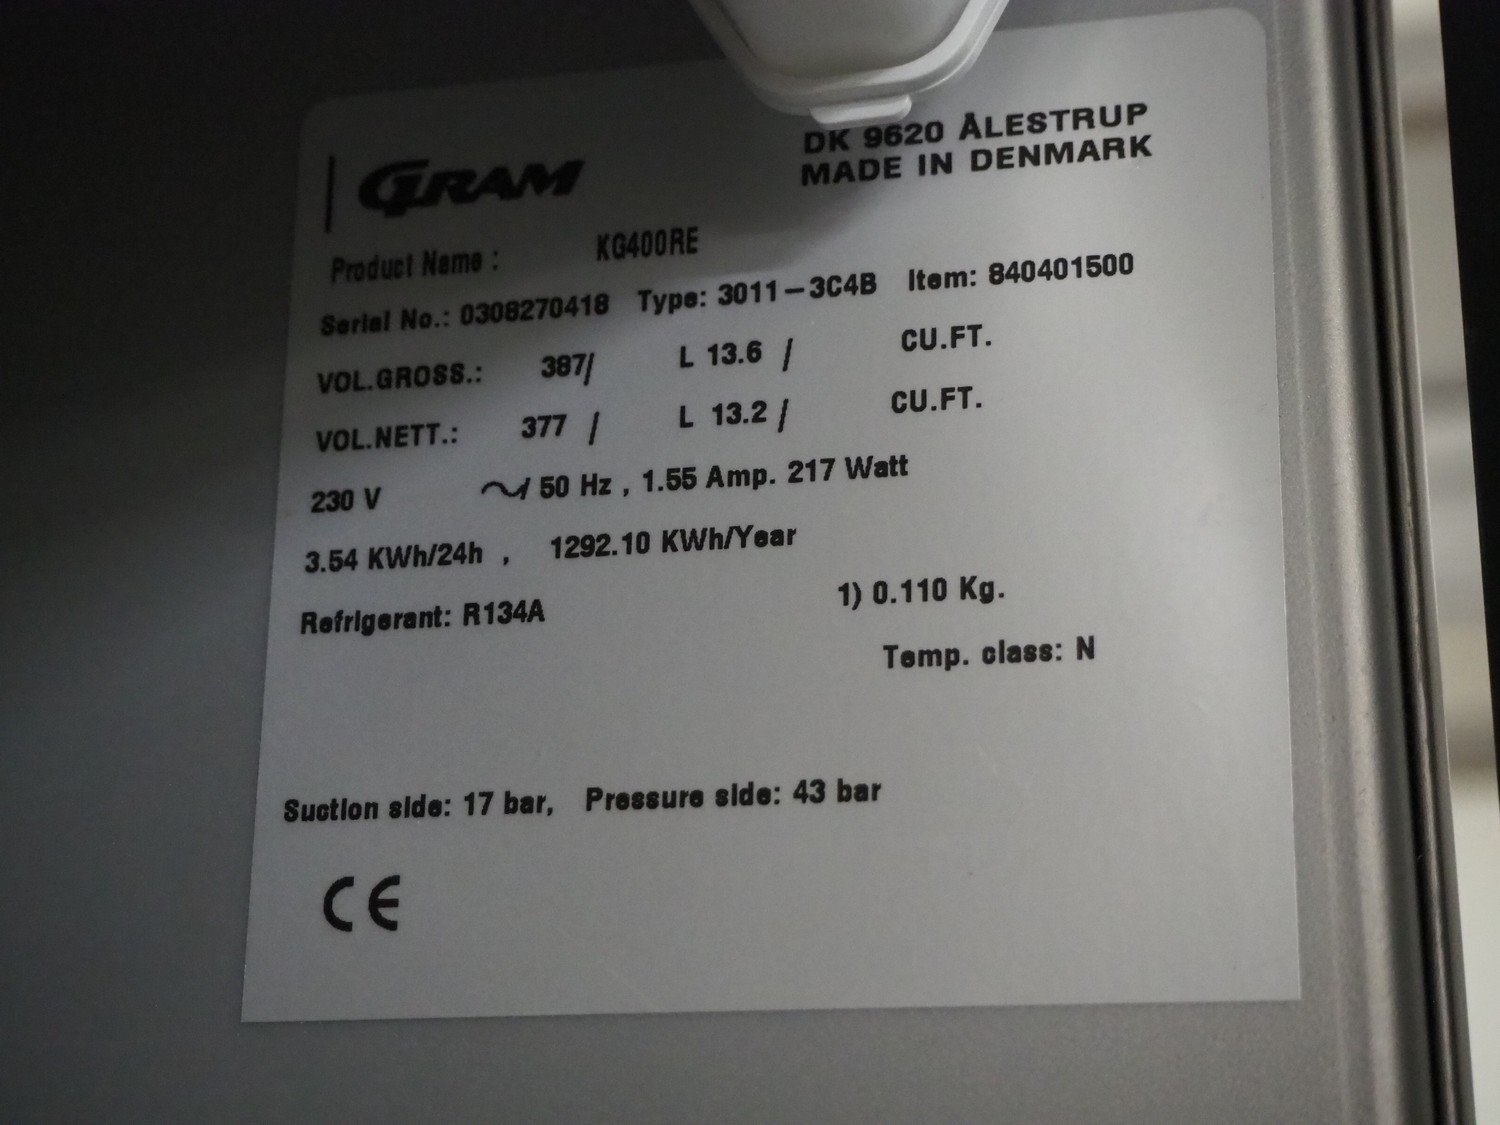 DK 9620 ÅLESTRUP
MADE IN DENMARK
GRAM
Product Name : KG400RE
Serial No.: 0308270418 Type: 3011-3C4B Item: 840401500
VOL.GROSS.: 387/ L 13.6 / CU.FT.
VOL.NETT.: 377 / L 13.2 / CU.FT.
230 V ~/ 50 Hz , 1.55 Amp. 217 Watt
3.54 KWh/24h , 1292.10 KWh/Year
Refrigerant: R134A 1) 0.110 Kg.
Temp. class: N
Suction side: 17 bar, Pressure side: 43 bar
CE